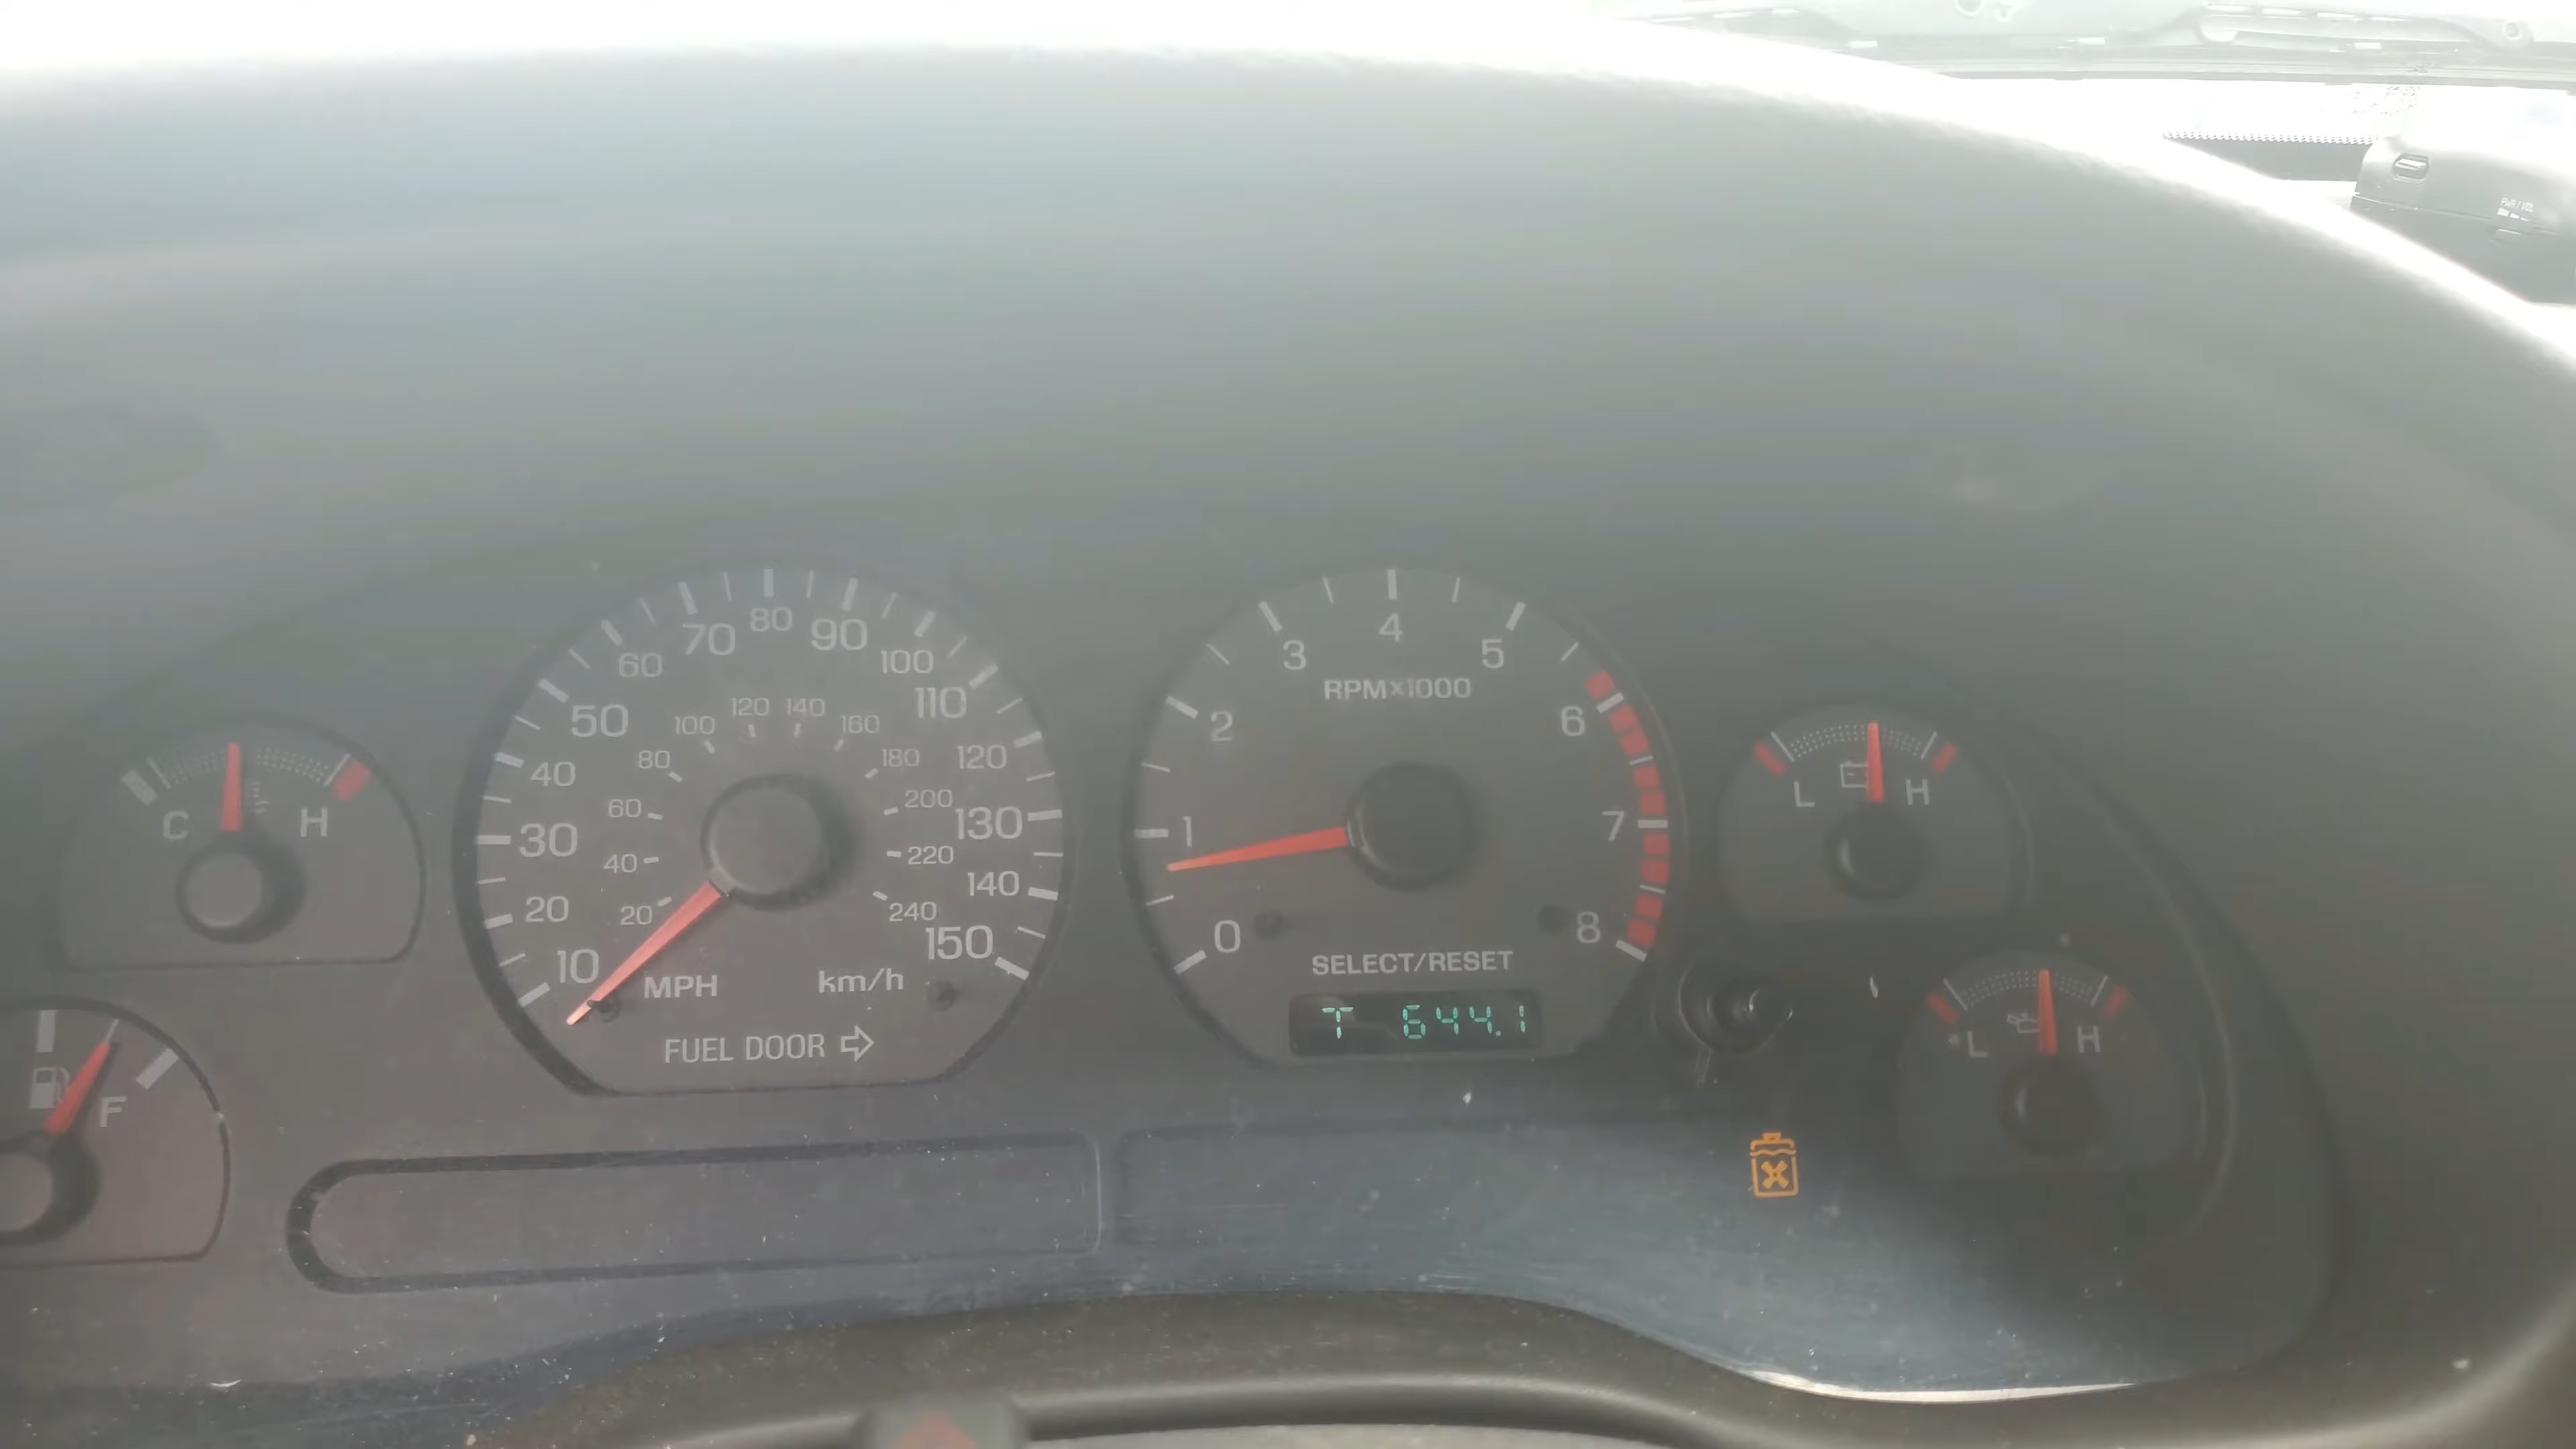 PWR/VOL
70 80 90
60 100
50 110
40 120
30 130
20 140
10 150
120 140
100 160
80 180
60 200
40 220
20 240
MPH km/h
FUEL DOOR
4
3 5
2 6
1 7
0 8
RPM×1000
SELECT/RESET
T 644.1
C H
F
L H
L H